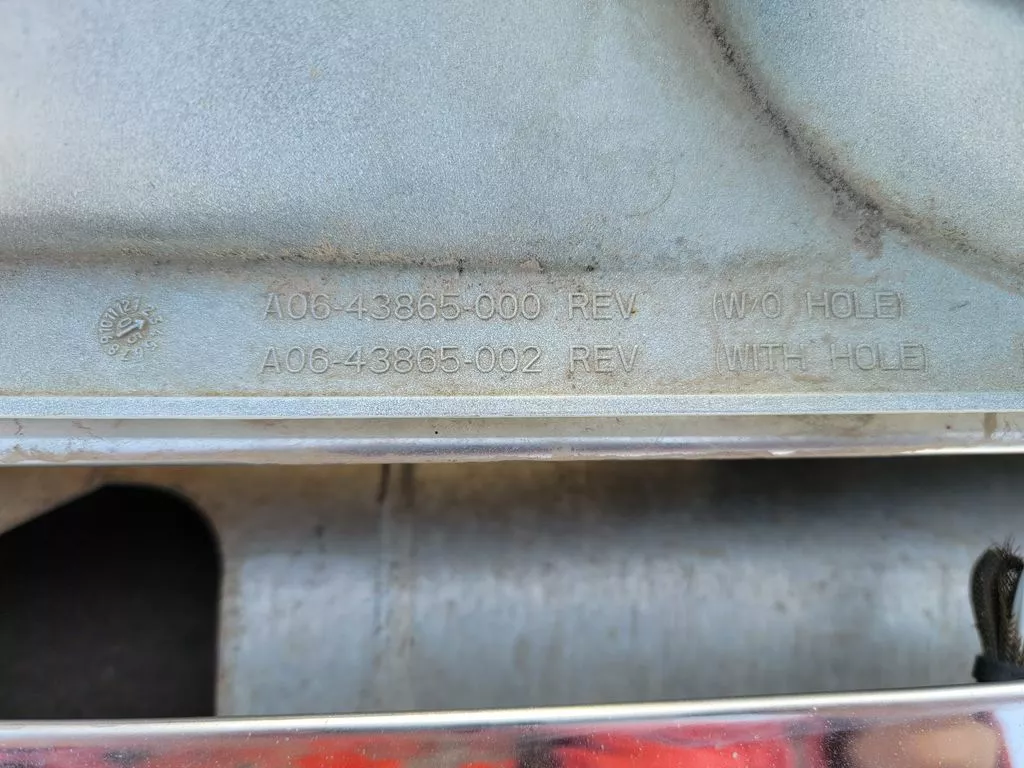 A06-43865-000 REV (W/O HOLE)
A06-43865-002 REV (WITH HOLE)